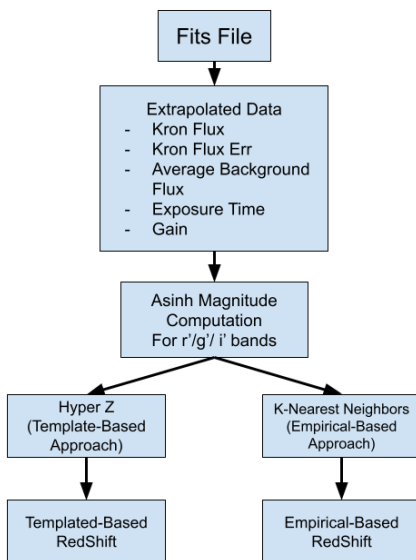 Fits File
Extrapolated Data
- Kron Flux
- Kron Flux Err
- Average Background
Flux
- Exposure Time
- Gain
Asinh Magnitude
Computation
For r'/g'/ i' bands
Hyper Z
(Template-Based
Approach)
K-Nearest Neighbors
(Empirical-Based
Approach)
Templated-Based
RedShift
Empirical-Based
RedShift